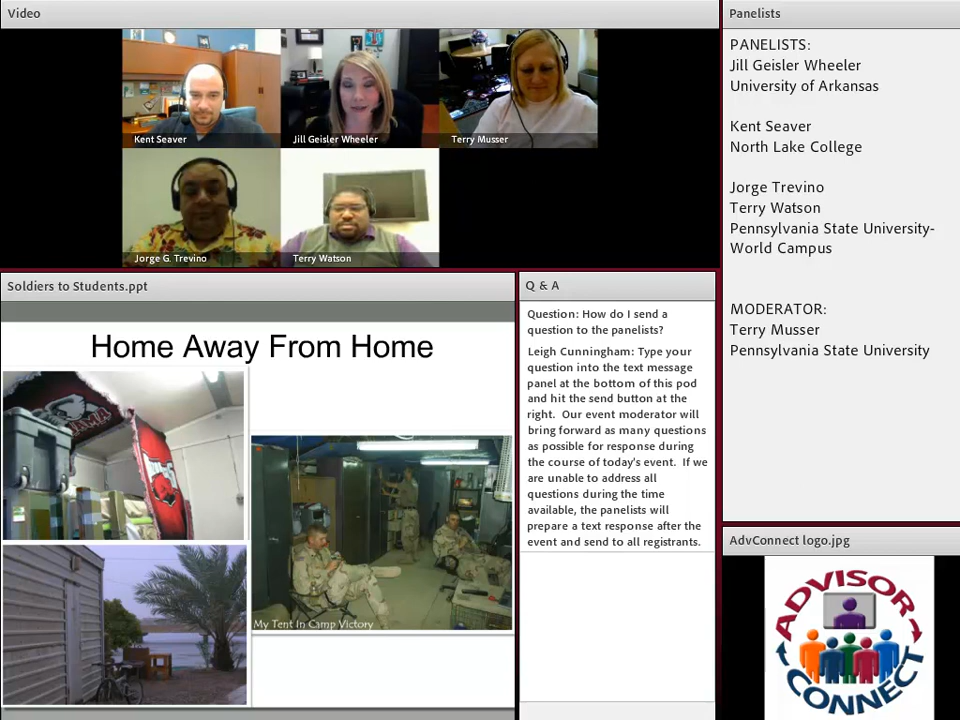 Video
Kent Seaver
Jill Geisler Wheeler
Terry Musser
Jorge G. Trevino
Terry Watson
Soldiers to Students.ppt
Home Away From Home
My Tent In Camp Victory
Q & A
Question: How do I send a
question to the panelists?
Leigh Cunningham: Type your
question into the text message
panel at the bottom of this pod
and hit the send button at the
right. Our event moderator will
bring forward as many questions
as possible for response during
the course of today's event. If we
are unable to address all
questions during the time
available, the panelists will
prepare a text response after the
event and send to all registrants.
Panelists
PANELISTS:
Jill Geisler Wheeler
University of Arkansas
Kent Seaver
North Lake College
Jorge Trevino
Terry Watson
Pennsylvania State University-
World Campus
MODERATOR:
Terry Musser
Pennsylvania State University
AdvConnect logo.jpg
ADVISOR
CONNECT